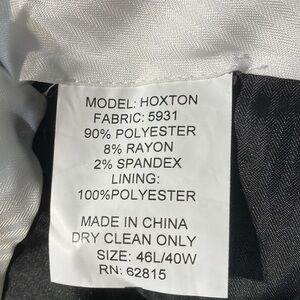 MODEL: HOXTON
FABRIC: 5931
90% POLYESTER
8% RAYON
2% SPANDEX
LINING:
100%POLYESTER
MADE IN CHINA
DRY CLEAN ONLY
SIZE: 46L/40W
RN: 62815